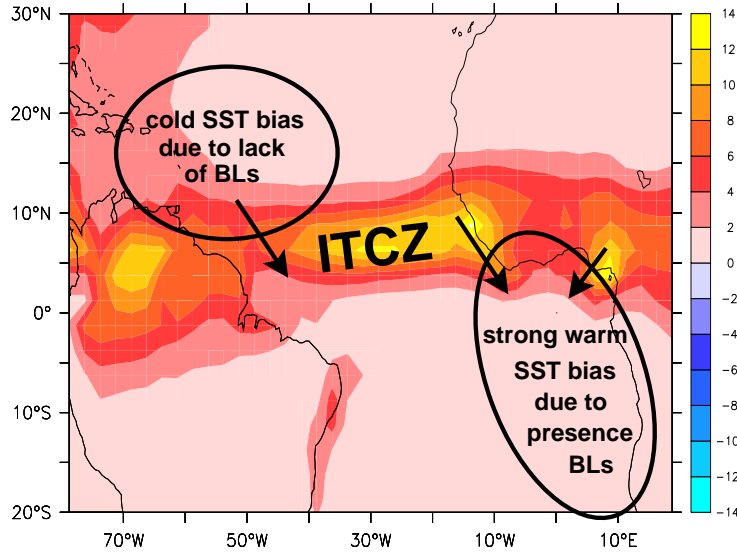 30°N
20°N
10°N
0°
10°S
20°S
70°W
50°W
30°W
10°W
10°E
cold SST bias
due to lack
of BLs
ITCZ
strong warm
SST bias
due to
presence
BLs
14
12
10
8
6
4
2
0
−2
−4
−6
−8
−10
−12
−14